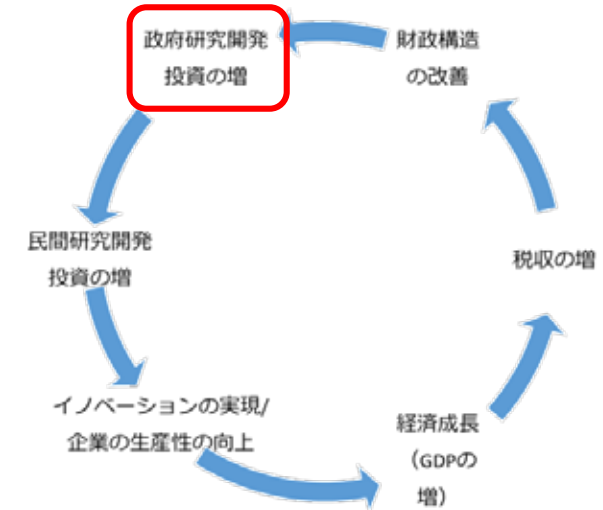 政府研究開発
投資の増
民間研究開発
投資の増
イノベーションの実現/
企業の生産性の向上
経済成長
（GDPの
増）
税収の増
財政構造
の改善